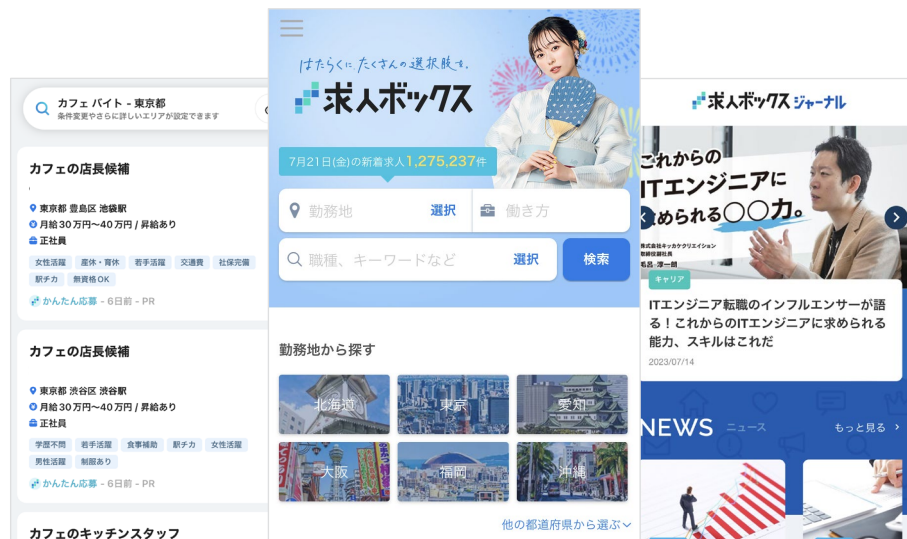 カフェ バイト - 東京都
条件変更やさらに詳しいエリアが設定できます
カフェの店長候補
東京都 豊島区 池袋駅
月給30万円〜40万円 / 昇給あり
正社員
女性活躍 産休・育休 若手活躍 交通費 社保完備
駅チカ 無資格OK
かんたん応募 - 6日前 - PR
カフェの店長候補
東京都 渋谷区 渋谷駅
月給30万円〜40万円 / 昇給あり
正社員
学歴不問 若手活躍 食事補助 駅チカ 女性活躍
男性活躍 制服あり
かんたん応募 - 6日前 - PR
カフェのキッチンスタッフ
はたらくに たくさんの選択肢を。
求人ボックス
7月21日(金)の新着求人1,275,237件
勤務地 選択 働き方
職種、キーワードなど 選択 検索
勤務地から探す
北海道 東京 愛知
大阪 福岡 沖縄
他の都道府県から選ぶ
求人ボックス ジャーナル
これからの
ITエンジニアに
求められる〇〇力。
株式会社キッカケクリエイション
キャリア
ITエンジニア転職のインフルエンサーが語
る！これからのITエンジニアに求められる
能力、スキルはこれだ
2023/07/14
NEWS ニュース もっと見る